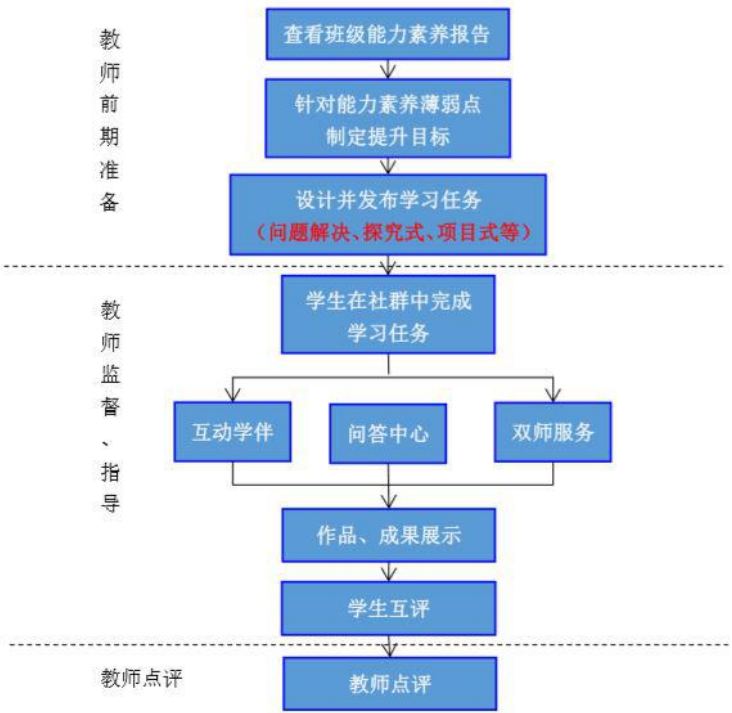 教师前期准备
查看班级能力素养报告
针对能力素养薄弱点
制定提升目标
设计并发布学习任务
（问题解决、探究式、项目式等）
教师监督、指导
学生在社群中完成
学习任务
互动学伴
问答中心
双师服务
作品、成果展示
学生互评
教师点评
教师点评